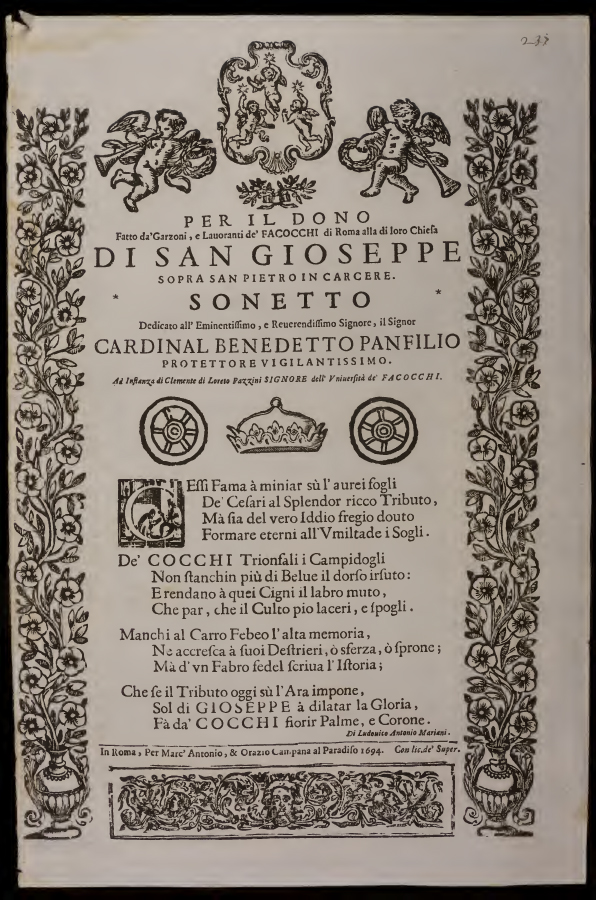 237
PER IL DONO
Fatto da'Garzoni, e Lauoranti de' FACOCCHI di Roma alla di loro Chieſa
DI SAN GIOSEPPE
SOPRA SAN PIETRO IN CARCERE.
* SONETTO *
Dedicato all' Eminentiſſimo, e Reuerendiſſimo Signore, il Signor
CARDINAL BENEDETTO PANFILIO
PROTETTORE VIGILANTISSIMO.
Ad Inſtanza di Clemente di Loreto Pazzini SIGNORE dell' Vniuerſità de' FACOCCHI.
CEſſi Fama à miniar sù l' aurei fogli
De' Ceſari al Splendor ricco Tributo,
Mà ſia del vero Iddio fregio douto
Formare eterni all'Vmiltade i Sogli.
De' COCCHI Trionfali i Campidogli
Non ſtanchin più di Belue il dorſo irſuto:
E rendano à quei Cigni il labro muto,
Che par, che il Culto pio laceri, e ſpogli.
Manchi al Carro Febeo l'alta memoria,
Ne accreſca à ſuoi Deſtrieri, ò sferza, ò ſprone;
Mà d'vn Fabro fedel ſcriua l'Iſtoria;
Che ſe il Tributo oggi sù l'Ara impone,
Sol di GIOSEPPE à dilatar la Gloria,
Fà da' COCCHI fiorir Palme, e Corone.
Di Ludouico Antonio Mariani.
In Roma, Per Marc' Antonio, & Orazio Campana al Paradiſo 1694. Con lic.de' Super.